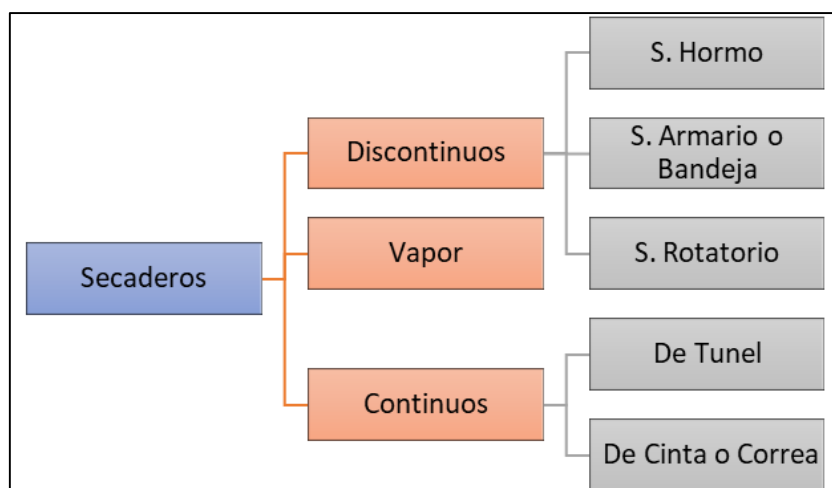 Secaderos
Discontinuos
Vapor
Continuos
S. Hormo
S. Armario o
Bandeja
S. Rotatorio
De Tunel
De Cinta o Correa